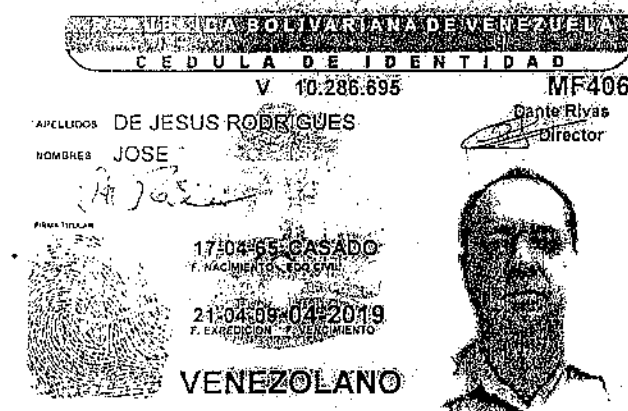 REPUBLICA BOLIVARIANA DE VENEZUELA
CEDULA DE IDENTIDAD
V 10.286.695 MF406
Dante Rivas
Director
APELLIDOS DE JESUS RODRIGUES
NOMBRES JOSE
FIRMA TITULAR
17-04-65 CASADO
F. NACIMIENTO EDO CIVIL
21-04-09 04-2019
F. EXPEDICION F. VENCIMIENTO
VENEZOLANO